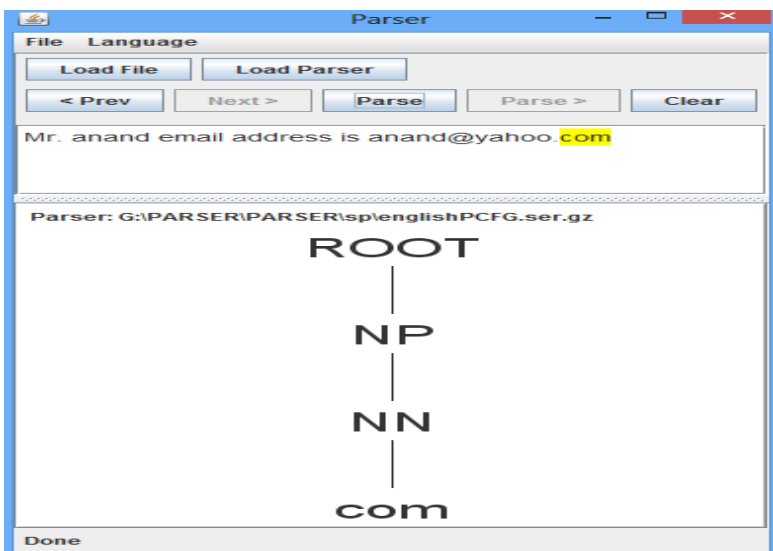 Parser
File Language
Load File Load Parser
< Prev Next > Parse Parse > Clear
Mr. anand email address is anand@yahoo.com
Parser: G:\PARSER\PARSER\sp\englishPCFG.ser.gz
ROOT
NP
NN
com
Done